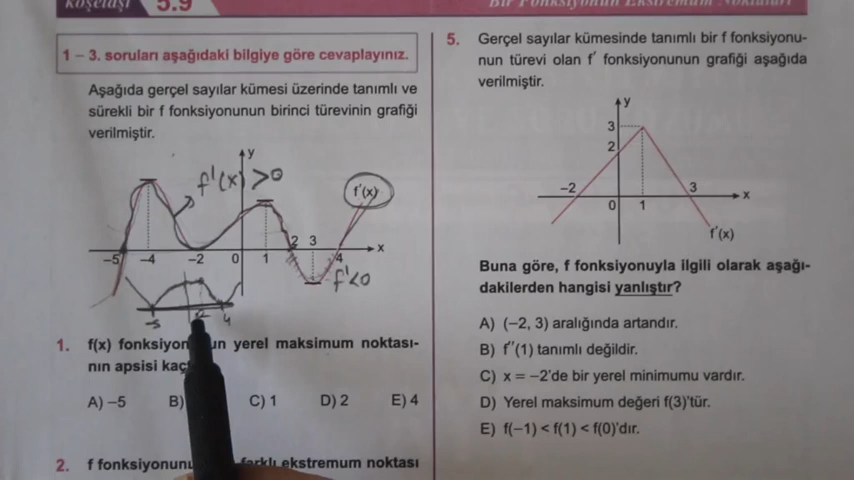 köşetaşı 5.9
Bir Fonksiyonun Ekstremum Noktaları
1 – 3. soruları aşağıdaki bilgiye göre cevaplayınız.
Aşağıda gerçel sayılar kümesi üzerinde tanımlı ve
sürekli bir f fonksiyonunun birinci türevinin grafiği
verilmiştir.
y
f'(x) >0
f'(x)
-5 -4 -2 0 1 2 3 4 x
f'<0
-5 2 4
1. f(x) fonksiyon un yerel maksimum noktası-
nın apsisi kaç
A) –5 B) C) 1 D) 2 E) 4
2. f fonksiyonunu farklı ekstremum noktası
5. Gerçel sayılar kümesinde tanımlı bir f fonksiyonu-
nun türevi olan f' fonksiyonunun grafiği aşağıda
verilmiştir.
y
3
2
–2 0 1 3 x
f'(x)
Buna göre, f fonksiyonuyla ilgili olarak aşağı-
dakilerden hangisi yanlıştır?
A) (–2, 3) aralığında artandır.
B) f''(1) tanımlı değildir.
C) x = –2'de bir yerel minimumu vardır.
D) Yerel maksimum değeri f(3)'tür.
E) f(–1) < f(1) < f(0)'dır.